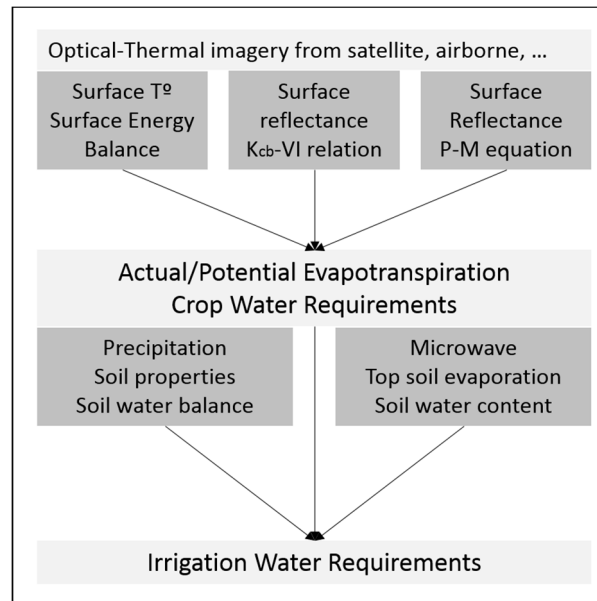 Optical-Thermal imagery from satellite, airborne, ...
Surface Tº
Surface Energy
Balance
Surface
reflectance
Kcb-VI relation
Surface
Reflectance
P-M equation
Actual/Potential Evapotranspiration
Crop Water Requirements
Precipitation
Soil properties
Soil water balance
Microwave
Top soil evaporation
Soil water content
Irrigation Water Requirements